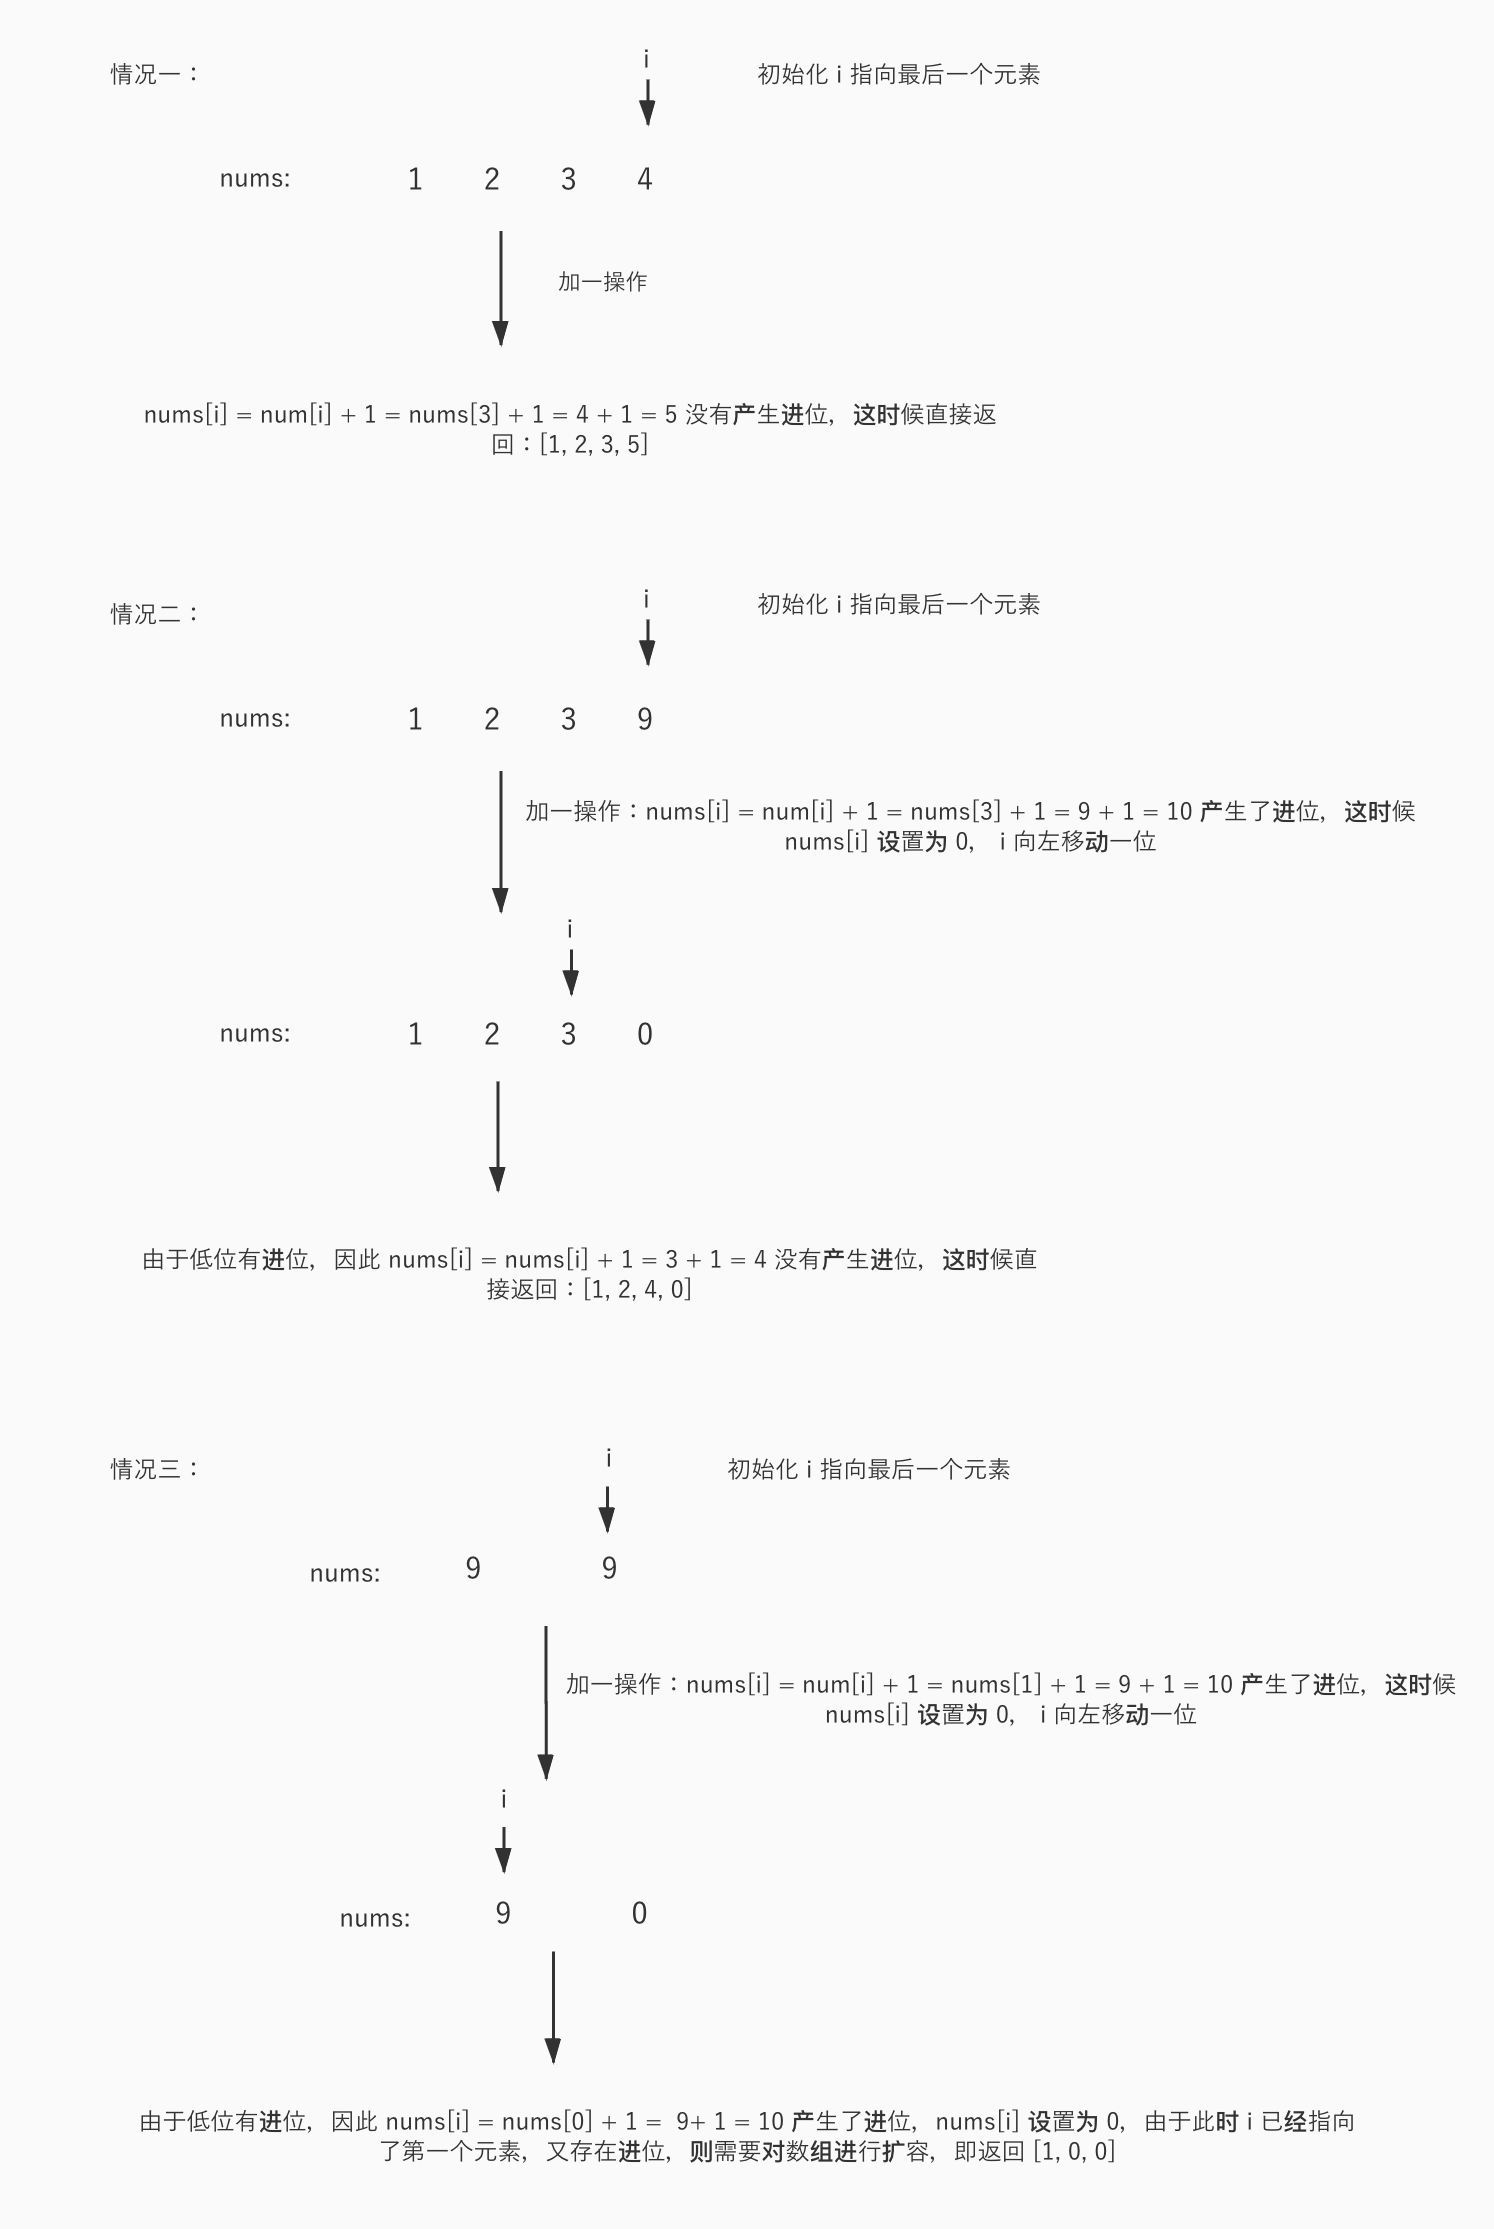 i
情况一：
初始化 i 指向最后一个元素
nums: 1 2 3 4
加一操作
nums[i] = num[i] + 1 = nums[3] + 1 = 4 + 1 = 5 没有产生进位，这时候直接返
回：[1, 2, 3, 5]
i
情况二：
初始化 i 指向最后一个元素
nums: 1 2 3 9
加一操作：nums[i] = num[i] + 1 = nums[3] + 1 = 9 + 1 = 10 产生了进位，这时候
nums[i] 设置为 0， i 向左移动一位
i
nums: 1 2 3 0
由于低位有进位，因此 nums[i] = nums[i] + 1 = 3 + 1 = 4 没有产生进位，这时候直
接返回：[1, 2, 4, 0]
i
情况三：
初始化 i 指向最后一个元素
nums: 9 9
加一操作：nums[i] = num[i] + 1 = nums[1] + 1 = 9 + 1 = 10 产生了进位，这时候
nums[i] 设置为 0， i 向左移动一位
i
nums: 9 0
由于低位有进位，因此 nums[i] = nums[0] + 1 = 9+ 1 = 10 产生了进位，nums[i] 设置为 0，由于此时 i 已经指向
了第一个元素，又存在进位，则需要对数组进行扩容，即返回 [1, 0, 0]